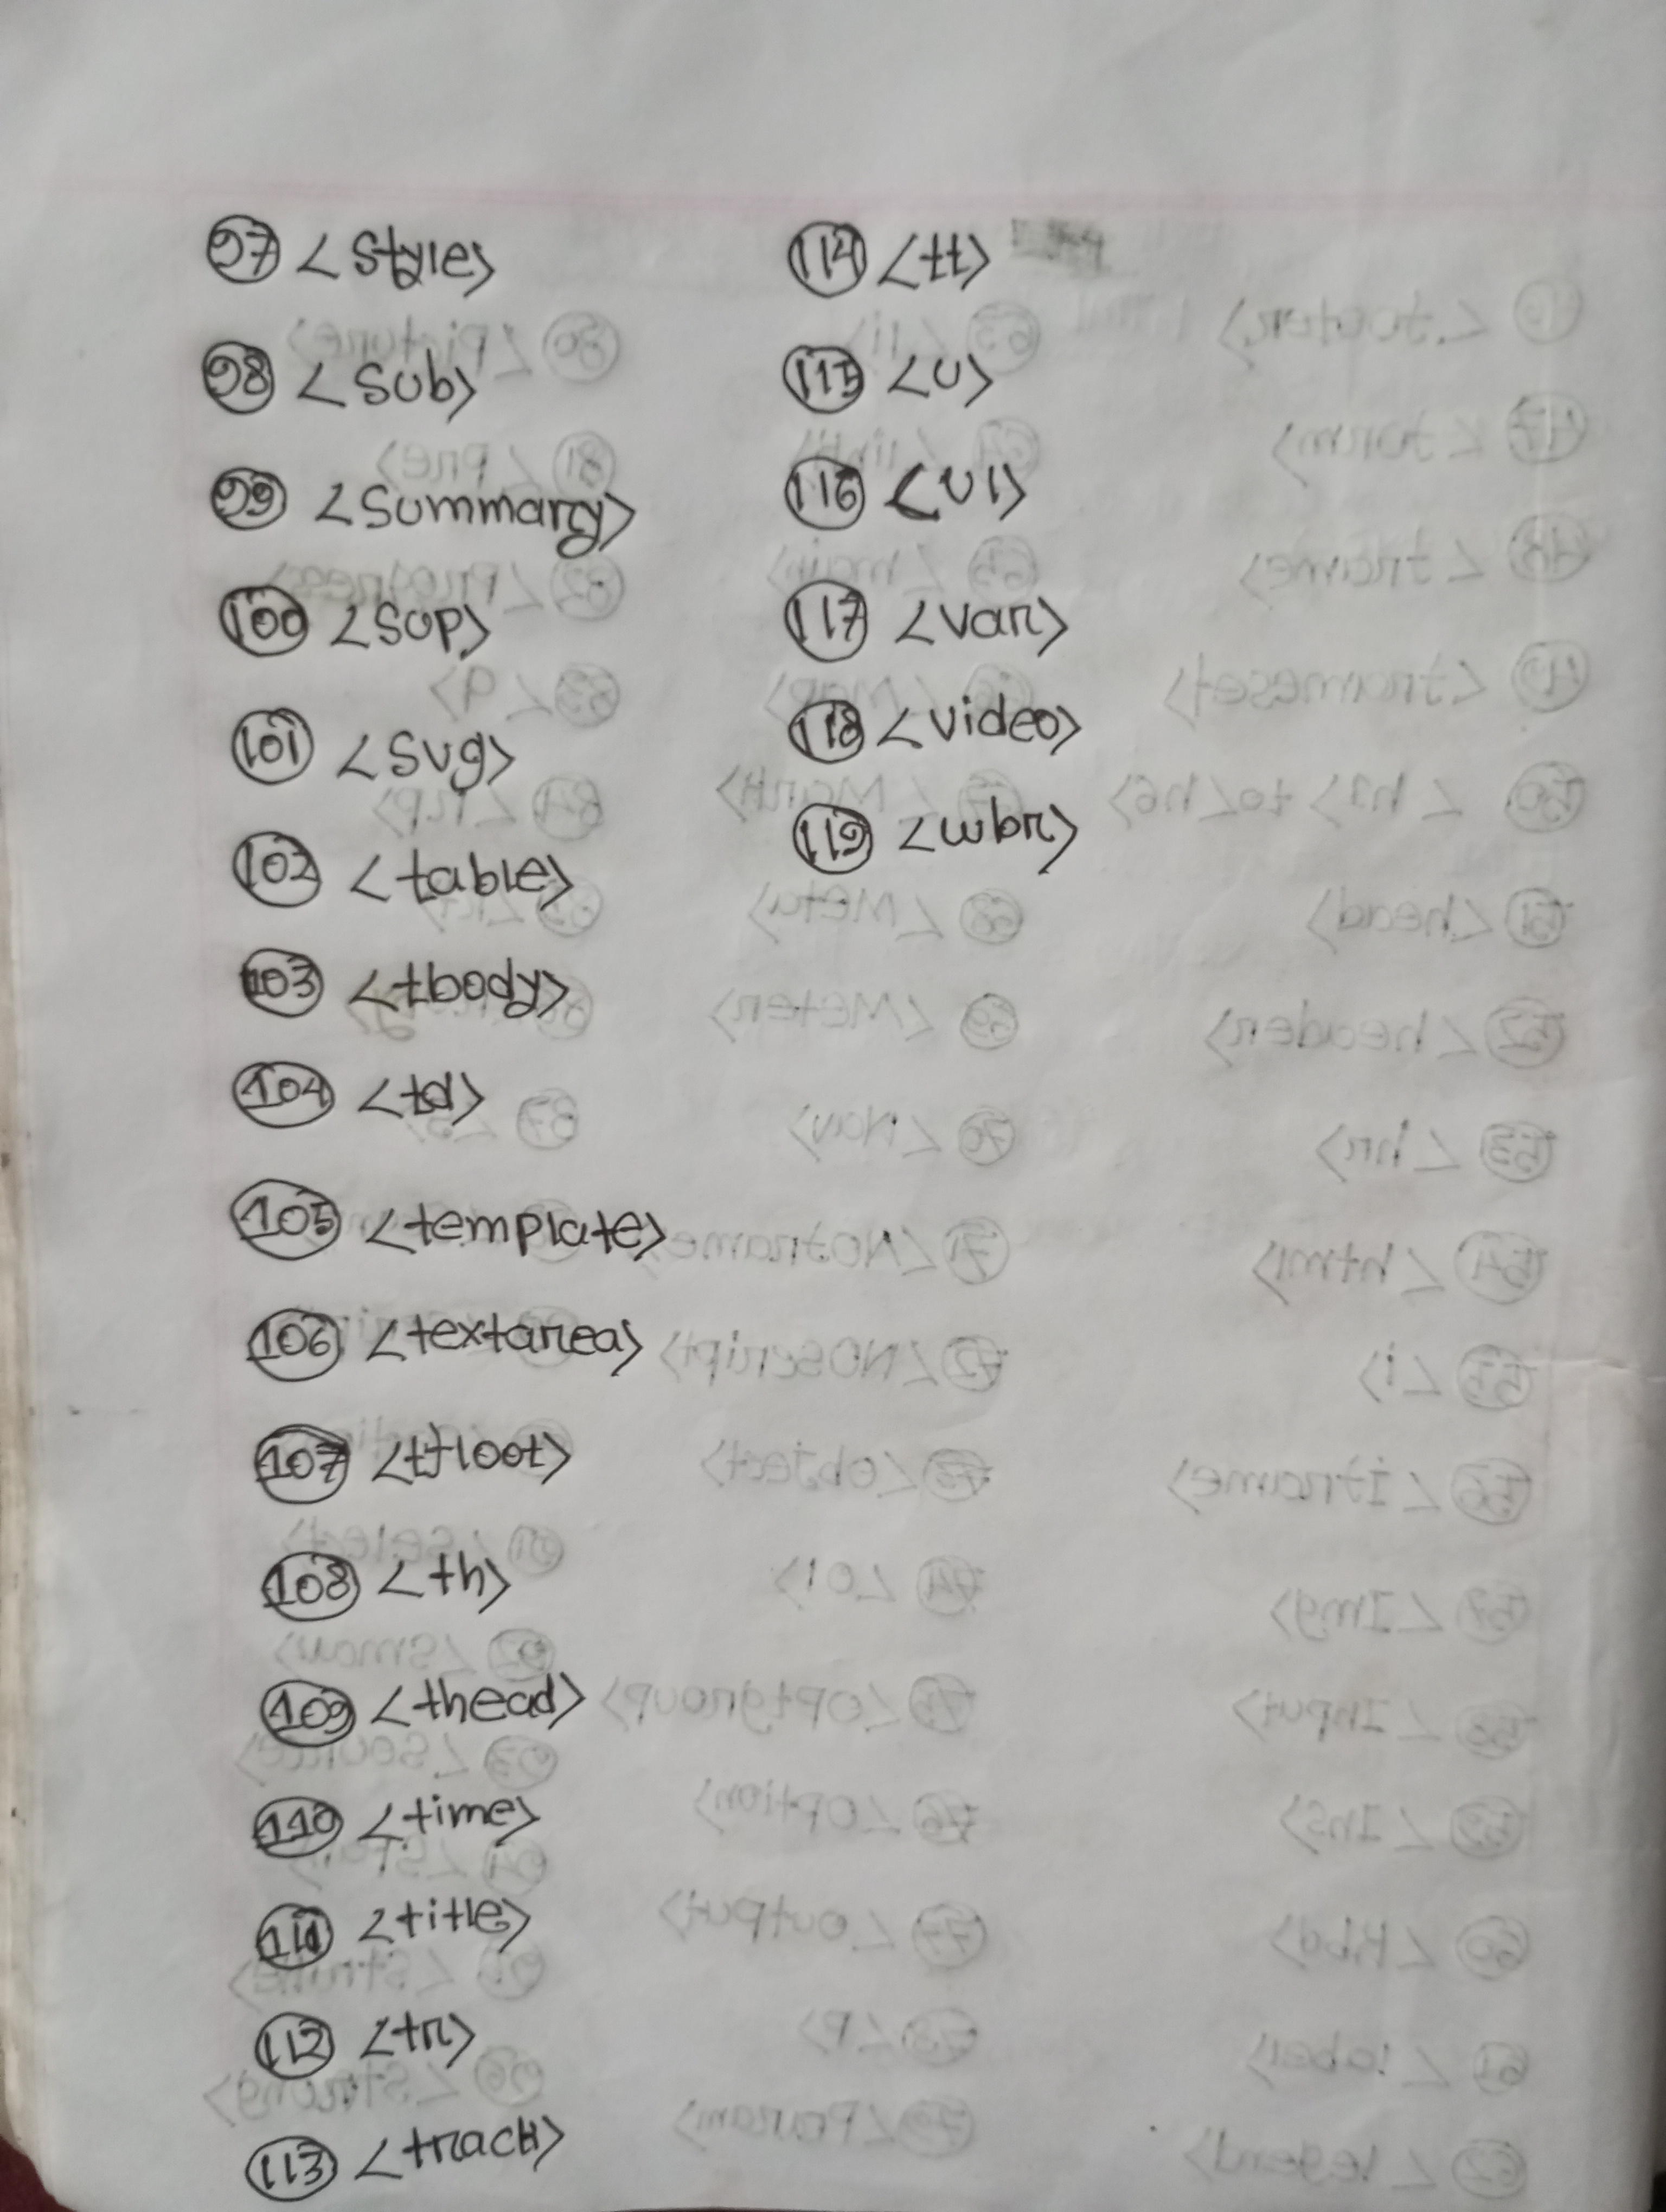 97 <style>
98 <sub>
99 <summary>
100 <sup>
101 <svg>
102 <table>
103 <tbody>
104 <td>
105 <template>
106 <textarea>
107 <tfloot>
108 <th>
109 <thead>
110 <time>
111 <title>
112 <tr>
113 <track>
114 <tt>
115 <u>
116 <ul>
117 <var>
118 <video>
119 <wbr>